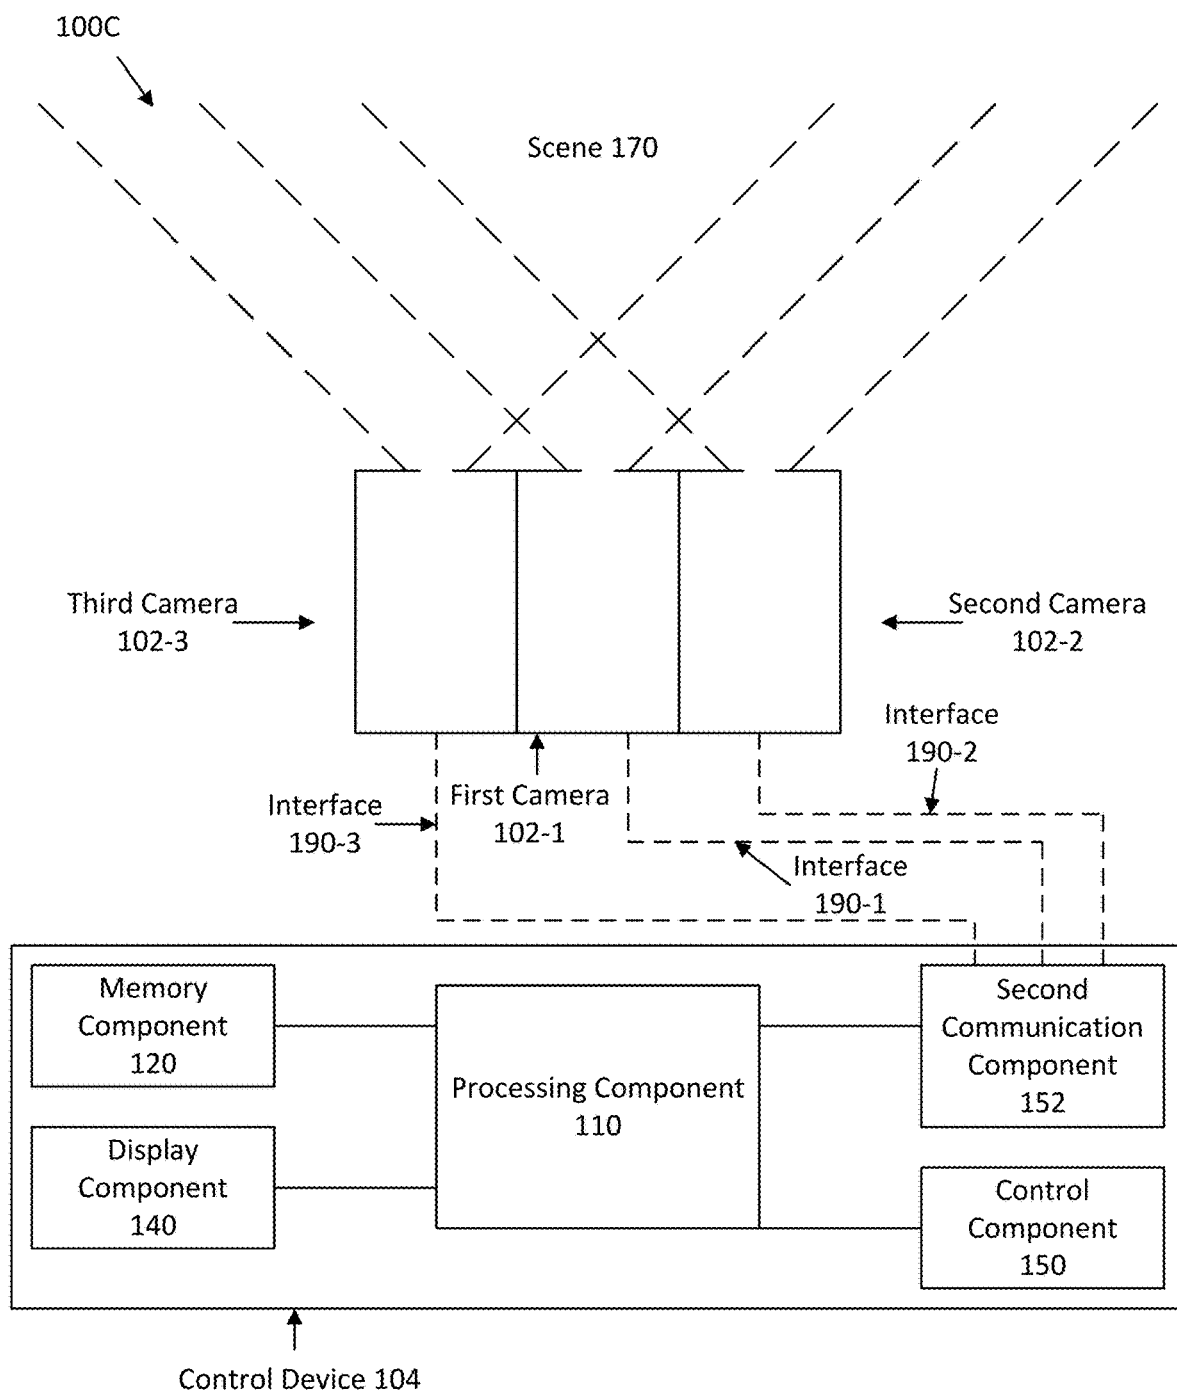 100C
Scene 170
Third Camera
102-3
Second Camera
102-2
Interface
190-2
First Camera
102-1
Interface
190-3
Interface
190-1
Memory
Component
120
Second
Communication
Component
152
Processing Component
110
Display
Component
140
Control
Component
150
Control Device 104